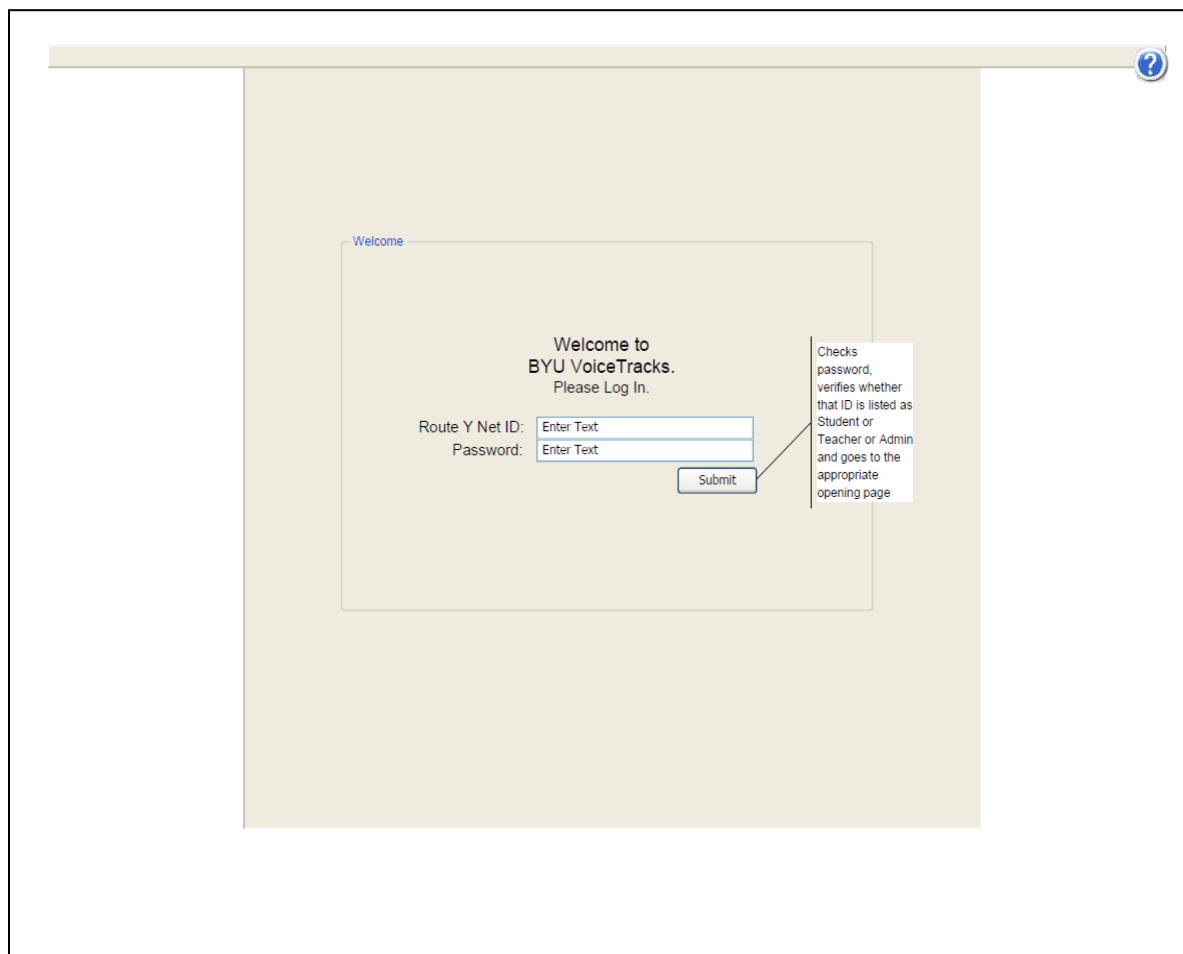 ?
Welcome
Welcome to
BYU VoiceTracks.
Please Log In.
Route Y Net ID: Enter Text
Password: Enter Text
Submit
Checks
password,
verifies whether
that ID is listed as
Student or
Teacher or Admin
and goes to the
appropriate
opening page